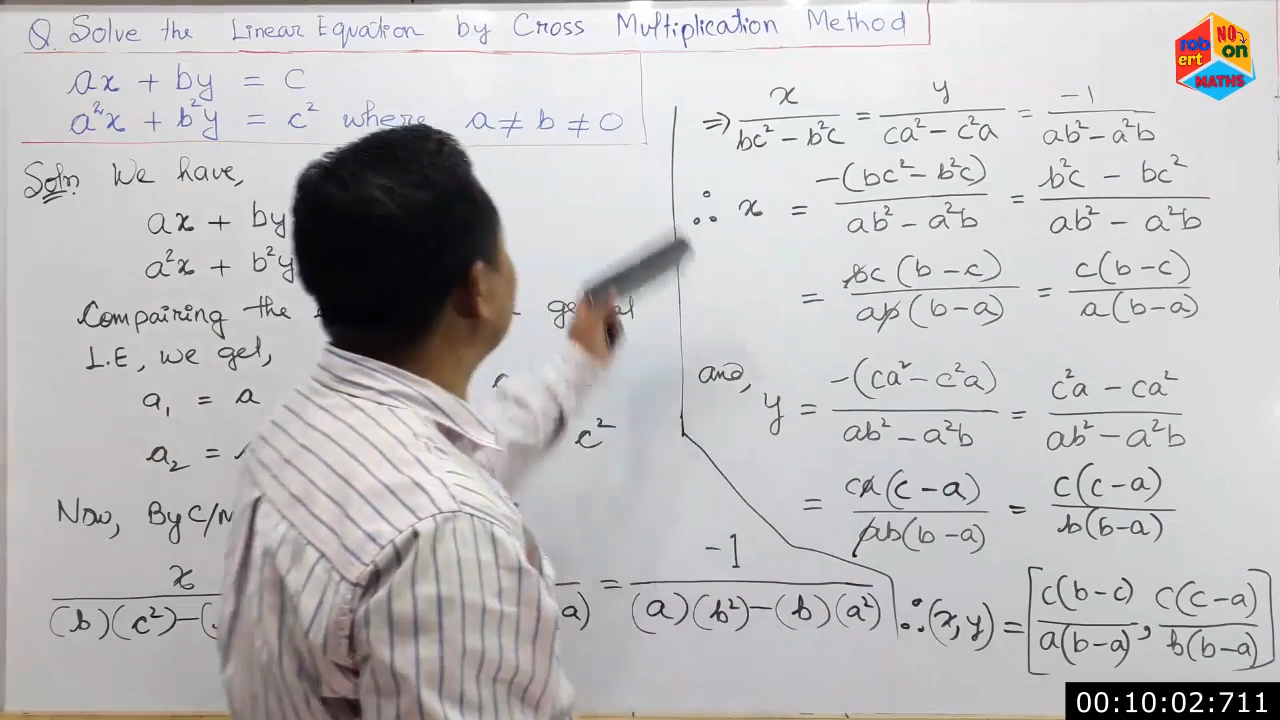 Q. Solve the Linear Equation by Cross Multiplication Method
ax + by = c
a²x + b²y = c² where a ≠ b ≠ 0
Soln. We have,
ax + by
a²x + b²y
Compairing the
L.E, we get,
a₁ = a
a₂ =
c²
Now, By C/M
x/((b)(c²)-( a) = -1/((a)(b²)-(b)(a²))
⇒ x/(bc² - b²c) = y/(ca² - c²a) = -1/(ab² - a²b)
∴ x = -(bc² - b²c)/(ab² - a²b) = (b²c - bc²)/(ab² - a²b)
= bc(b-c)/(ab(b-a)) = c(b-c)/(a(b-a))
and, y = -(ca² - c²a)/(ab² - a²b) = (c²a - ca²)/(ab² - a²b)
= ca(c-a)/(ab(b-a)) = c(c-a)/(b(b-a))
∴ (x,y) = [c(b-c)/(a(b-a)), c(c-a)/(b(b-a))]
rob ert NO on
MATHS
00:10:02:711